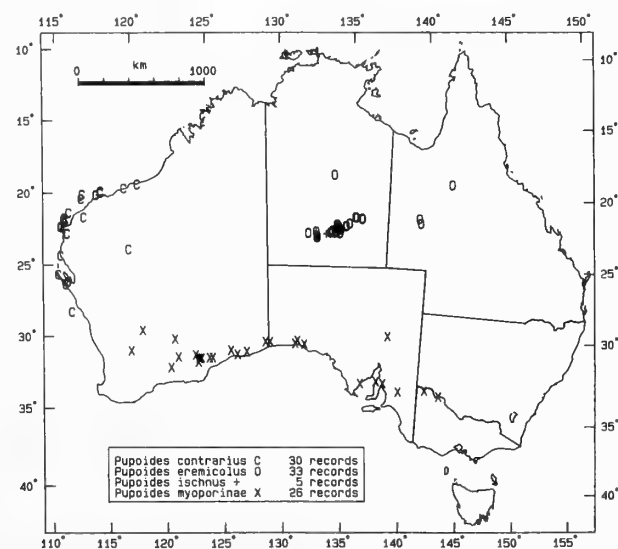 115° 120° 125° 130° 135° 140° 145° 150°
10° 10°
km
0 1000
15° 15°
20° 20°
25° 25°
30° 30°
35° 35°
Pupoides contrarius C 30 records
Pupoides eremicolus O 33 records
Pupoides ischnus + 5 records
Pupoides myoporinae X 26 records
40° 40°
110° 115° 120° 125° 130° 135° 140° 145° 150° 155°